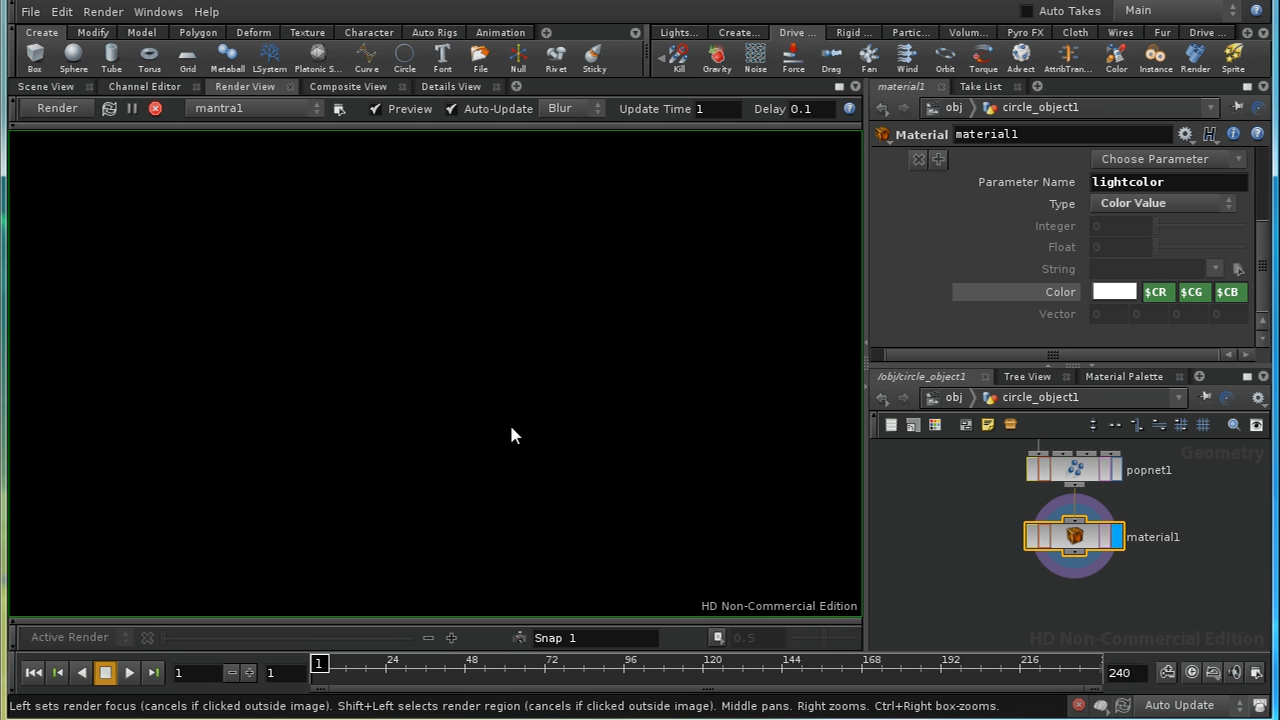 File Edit Render Windows Help Auto Takes Main
Create Modify Model Polygon Deform Texture Character Auto Rigs Animation Lights... Create... Drive ... Rigid ... Partic... Volum... Pyro FX Cloth Wires Fur Drive ...
Box Sphere Tube Torus Grid Metaball LSystem Platonic S... Curve Circle Font File Null Rivet Sticky Kill Gravity Noise Force Drag Fan Wind Orbit Torque Advect AttribTran... Color Instance Render Sprite
Scene View Channel Editor Render View Composite View Details View material1 Take List
Render mantra1 Preview Auto-Update Blur Update Time 1 Delay 0.1 obj circle_object1
Material material1
Choose Parameter
Parameter Name lightcolor
Type Color Value
Integer 0
Float 0
String
Color $CR $CG $CB
Vector 0 0 0 0
/obj/circle_object1 Tree View Material Palette
obj circle_object1
Geometry
popnet1
material1
HD Non-Commercial Edition
HD Non-Commercial Edition
Active Render Snap 1 0.5
1 1 1 24 48 72 96 120 144 168 192 216 240
Left sets render focus (cancels if clicked outside image). Shift+Left selects render region (cancels if clicked outside image). Middle pans. Right zooms. Ctrl+Right box-zooms. Auto Update